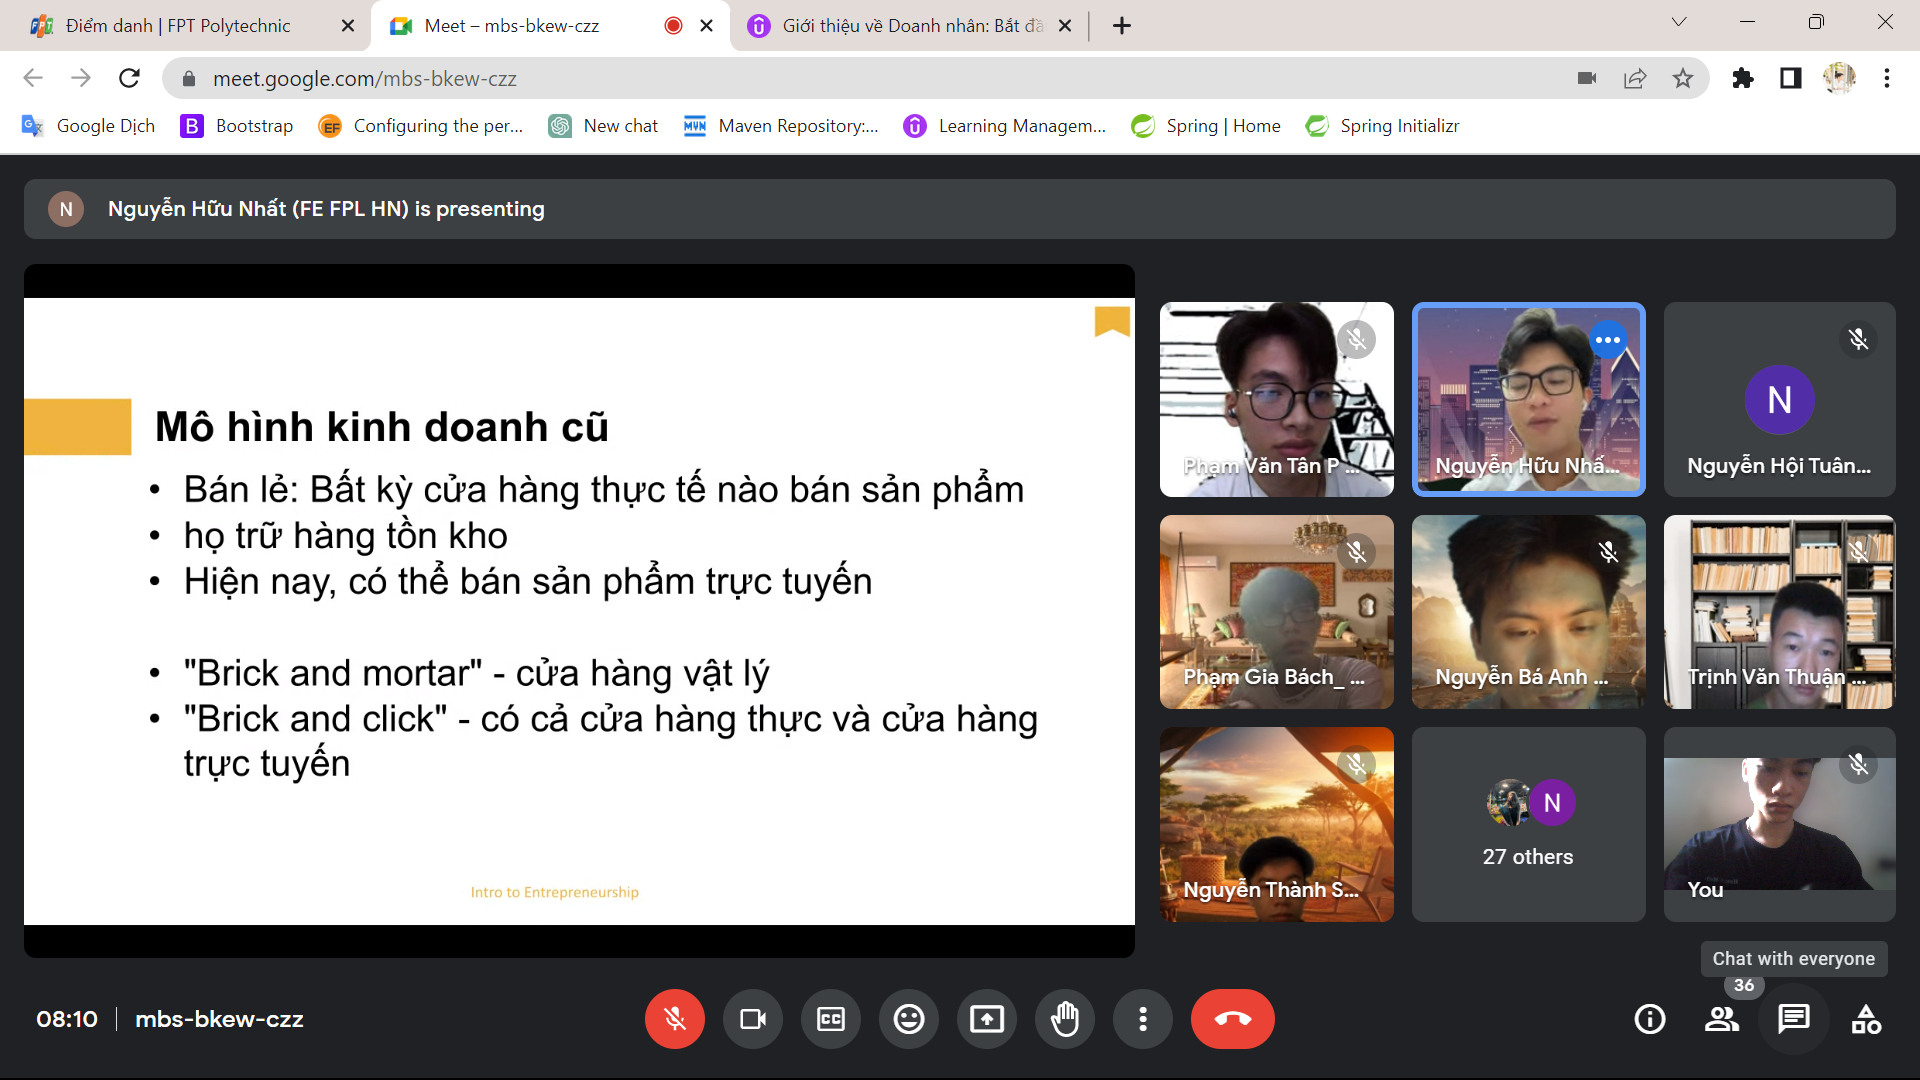 Điểm danh | FPT Polytechnic
Meet – mbs-bkew-czz
Giới thiệu về Doanh nhân: Bắt đầ
meet.google.com/mbs-bkew-czz
Google Dịch
Bootstrap
Configuring the per...
New chat
Maven Repository:...
Learning Managem...
Spring | Home
Spring Initializr
N
Nguyễn Hữu Nhất (FE FPL HN) is presenting
Mô hình kinh doanh cũ
• Bán lẻ: Bất kỳ cửa hàng thực tế nào bán sản phẩm
• họ trữ hàng tồn kho
• Hiện nay, có thể bán sản phẩm trực tuyến
• "Brick and mortar" - cửa hàng vật lý
• "Brick and click" - có cả cửa hàng thực và cửa hàng
trực tuyến
Intro to Entrepreneurship
Phạm Văn Tân P ...
Nguyễn Hữu Nhấ...
N
Nguyễn Hội Tuân...
Phạm Gia Bách_ ...
Nguyễn Bá Anh ...
Trịnh Văn Thuận ...
Nguyễn Thành S...
N
27 others
You
Chat with everyone
36
08:10
mbs-bkew-czz
CC